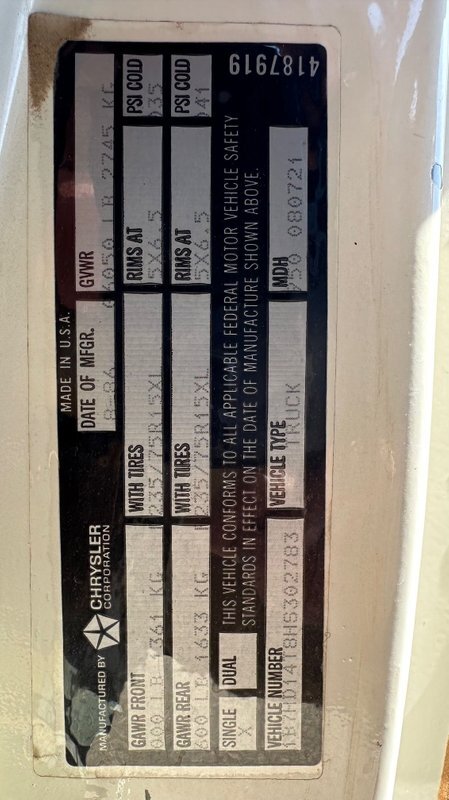 MADE IN U.S.A.
MANUFACTURED BY CHRYSLER CORPORATION
DATE OF MFGR. GVWR
8-86 6050 LB 2745 KG
GAWR FRONT WITH TIRES RIMS AT PSI COLD
000 LB 1361 KG 235/75R15XL 5X6.5 35
GAWR REAR WITH TIRES RIMS AT PSI COLD
600 LB 1633 KG 235/75R15XL 5X6.5 41
SINGLE X DUAL
THIS VEHICLE CONFORMS TO ALL APPLICABLE FEDERAL MOTOR VEHICLE SAFETY
STANDARDS IN EFFECT ON THE DATE OF MANUFACTURE SHOWN ABOVE.
VEHICLE NUMBER VEHICLE TYPE MDH
1B7HD14T8HS302783 TRUCK 080721
4187919